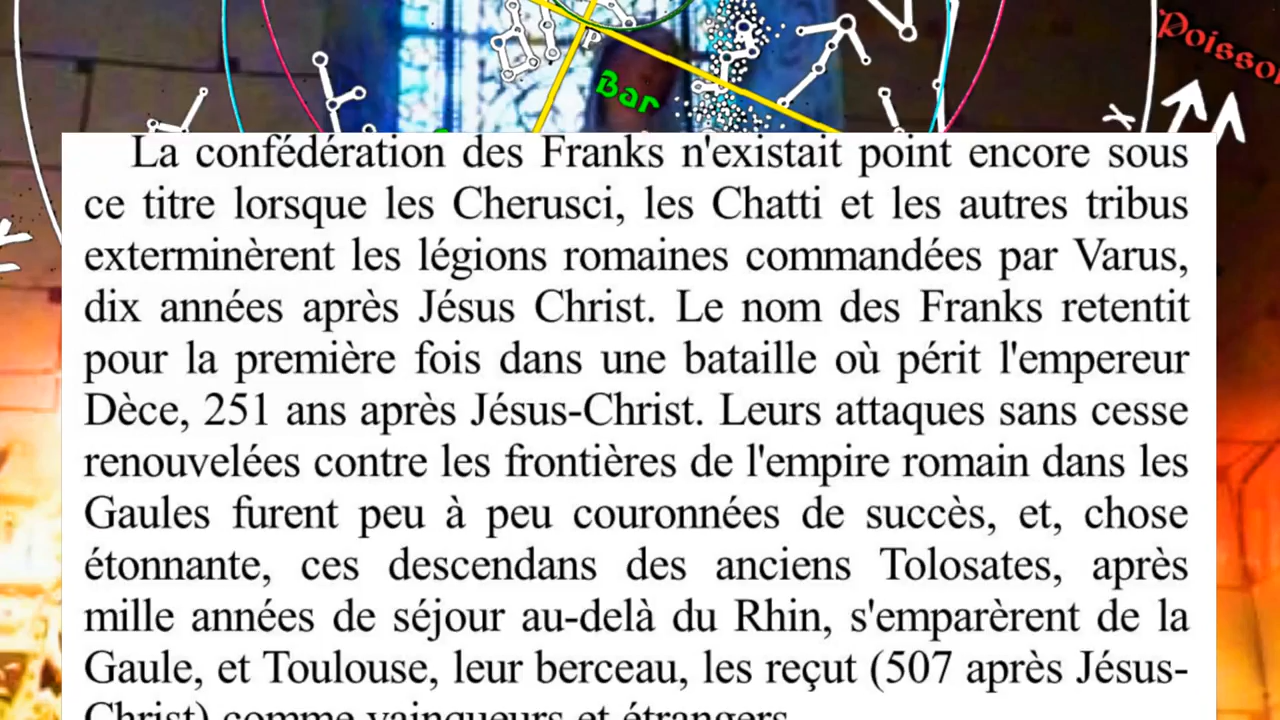 Poisso
Bar
P
La confédération des Franks n'existait point encore sous
ce titre lorsque les Cherusci, les Chatti et les autres tribus
exterminèrent les légions romaines commandées par Varus,
dix années après Jésus Christ. Le nom des Franks retentit
pour la première fois dans une bataille où périt l'empereur
Dèce, 251 ans après Jésus-Christ. Leurs attaques sans cesse
renouvelées contre les frontières de l'empire romain dans les
Gaules furent peu à peu couronnées de succès, et, chose
étonnante, ces descendans des anciens Tolosates, après
mille années de séjour au-delà du Rhin, s'emparèrent de la
Gaule, et Toulouse, leur berceau, les reçut (507 après Jésus-
Christ) comme vainqueurs et étrangers.